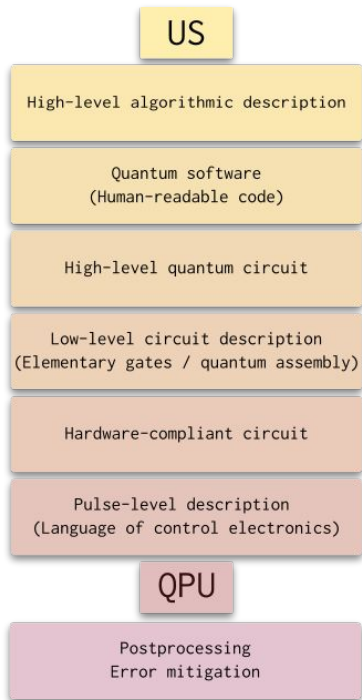 US
High-level algorithmic description
Quantum software
(Human-readable code)
High-level quantum circuit
Low-level circuit description
(Elementary gates / quantum assembly)
Hardware-compliant circuit
Pulse-level description
(Language of control electronics)
QPU
Postprocessing
Error mitigation